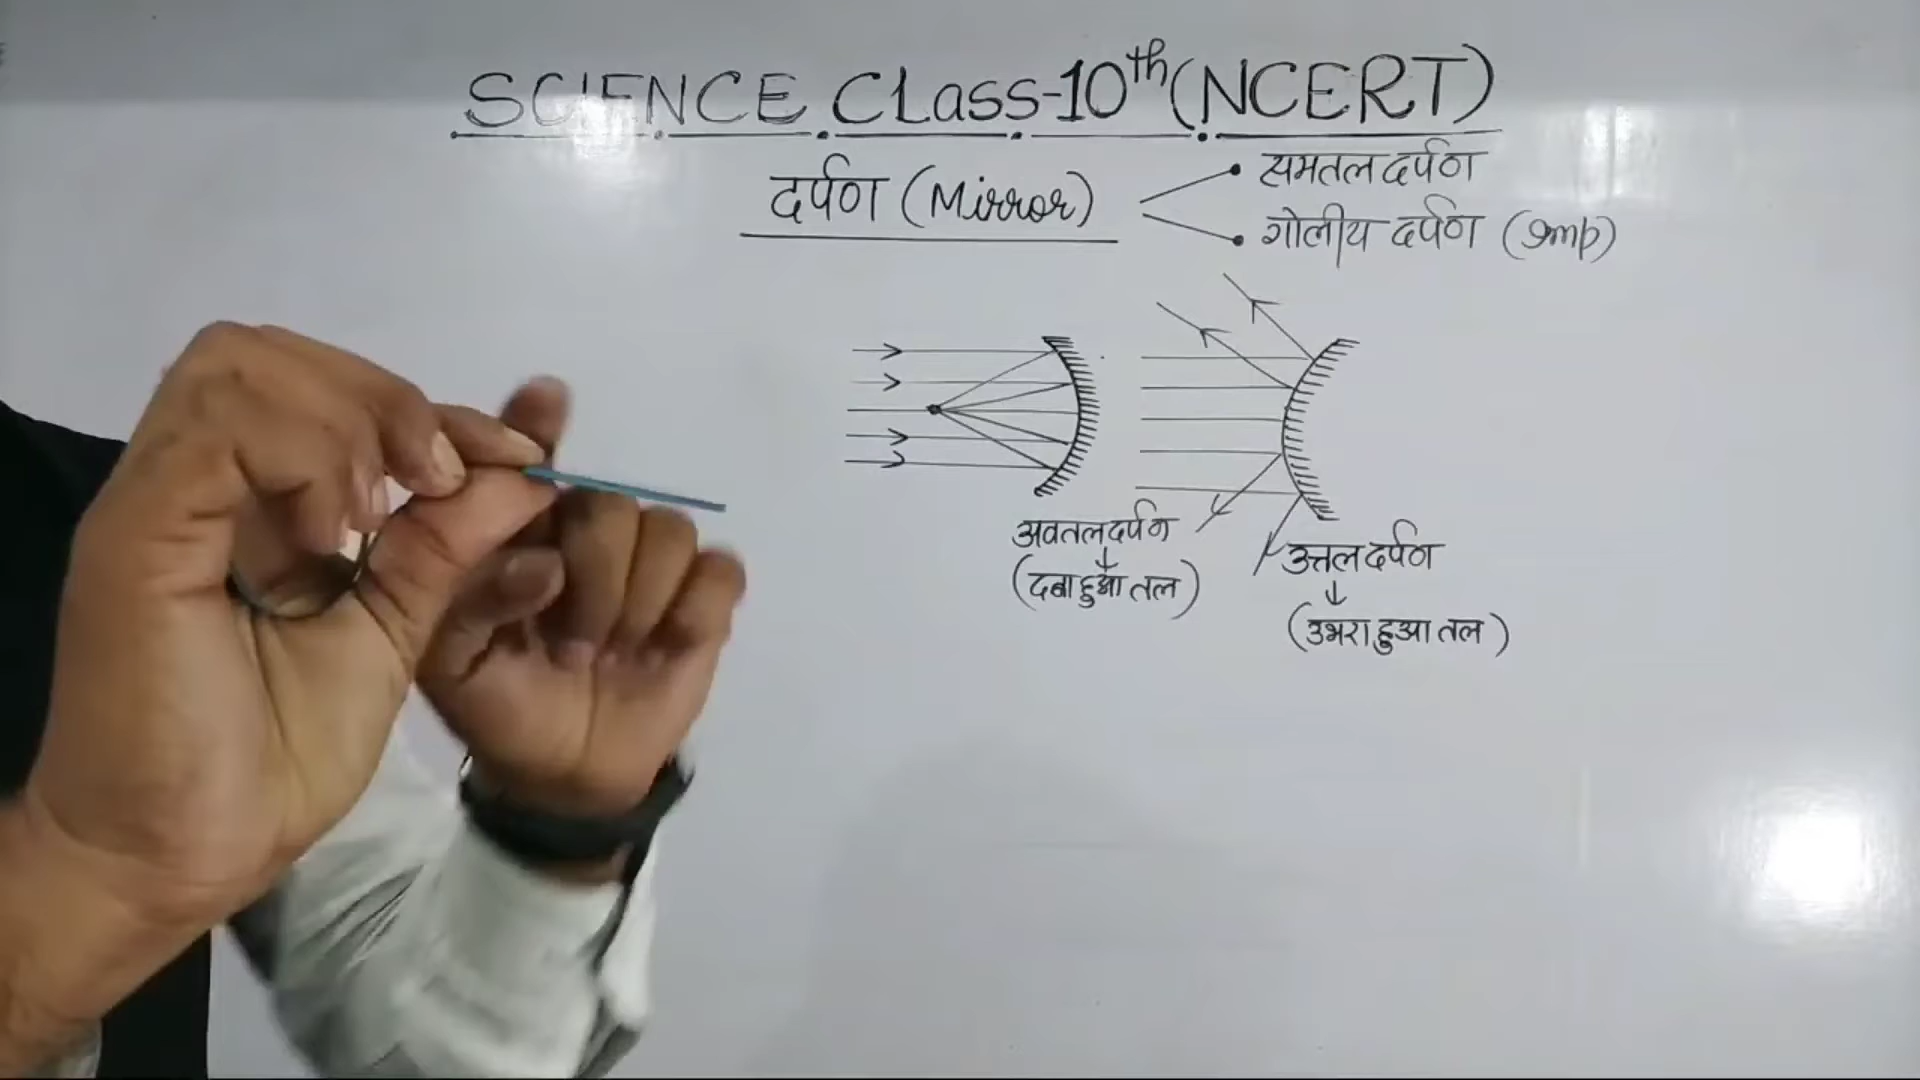 SCIENCE CLass-10th (NCERT)
दर्पण (Mirror)
समतल दर्पण
गोलीय दर्पण (Imp)
अवतल दर्पण
(दबा हुआ तल)
उत्तल दर्पण
(उभरा हुआ तल)